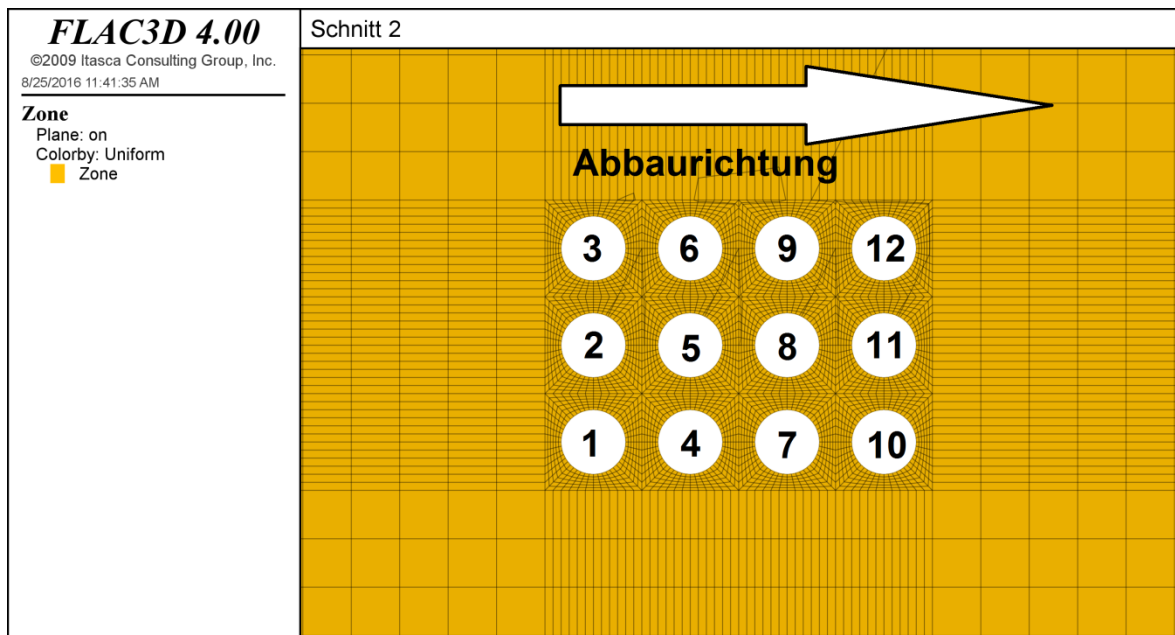 FLAC3D 4.00
©2009 Itasca Consulting Group, Inc.
8/25/2016 11:41:35 AM
Zone
Plane: on
Colorby: Uniform
Zone
Schnitt 2
Abbaurichtung
3 6 9 12
2 5 8 11
1 4 7 10